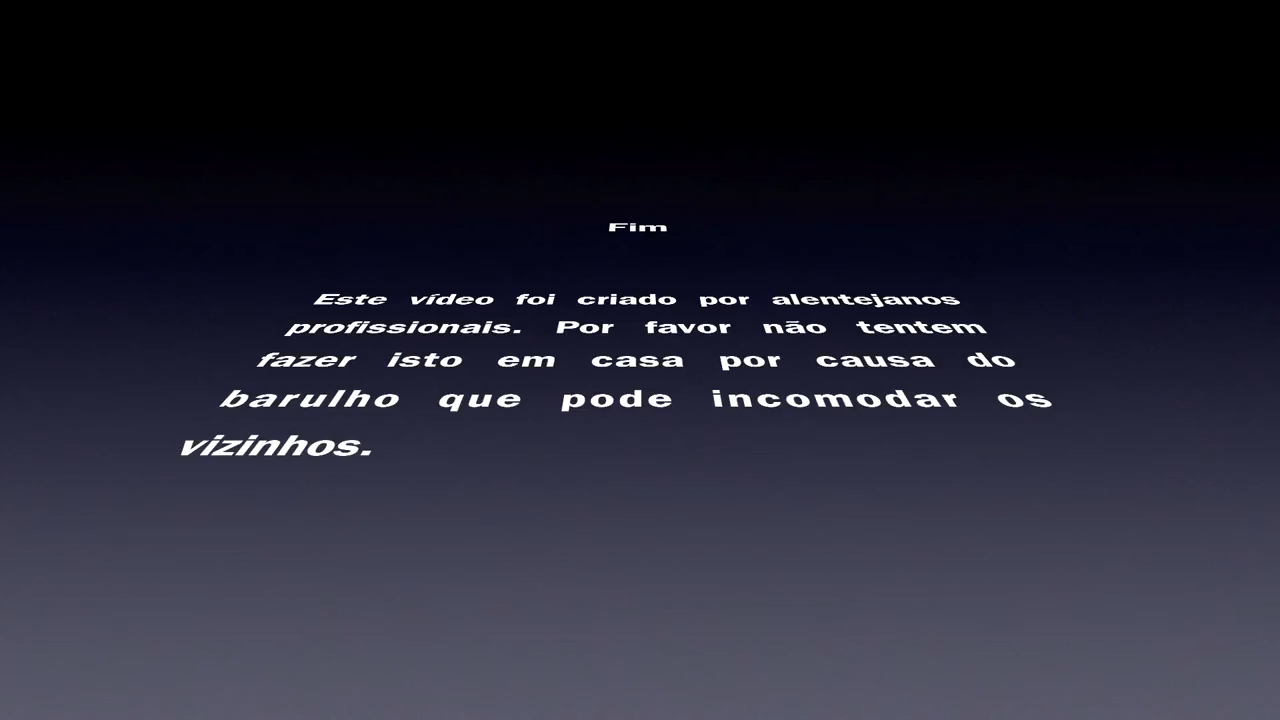 Fim
Este vídeo foi criado por alentejanos
profissionais. Por favor não tentem
fazer isto em casa por causa do
barulho que pode incomodar os
vizinhos.